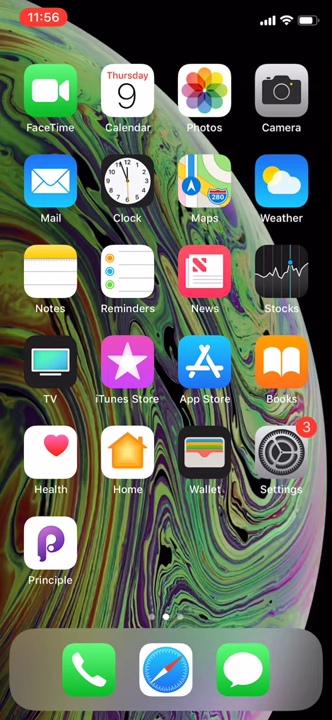 11:56
Thursday
9
FaceTime Calendar Photos Camera
280
Mail Clock Maps Weather
Notes Reminders News Stocks
TV iTunes Store App Store Books
3
Health Home Wallet Settings
Principle